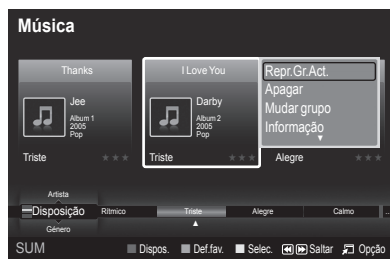 Música
Thanks
I Love You
Repr.Gr.Act.
Apagar
Mudar grupo
Informação
Jee
Album 1
2005
Pop
Darby
Album 2
2005
Pop
Triste
Triste
Alegre
Artista
Disposição
Rítmico
Triste
Alegre
Calmo
..
Género
SUM
Dispos.
Def.fav.
Selec.
Saltar
Opção